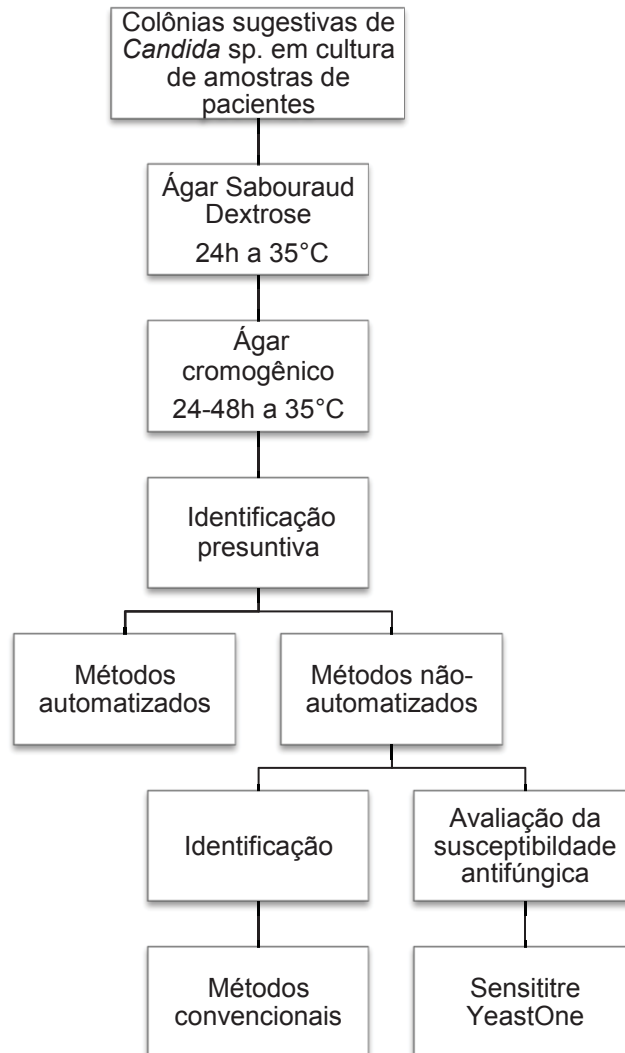 Colônias sugestivas de
Candida sp. em cultura
de amostras de
pacientes
Ágar Sabouraud
Dextrose
24h a 35°C
Ágar
cromogênico
24-48h a 35°C
Identificação
presuntiva
Métodos
automatizados
Métodos não-
automatizados
Identificação
Avaliação da
susceptibildade
antifúngica
Métodos
convencionais
Sensititre
YeastOne